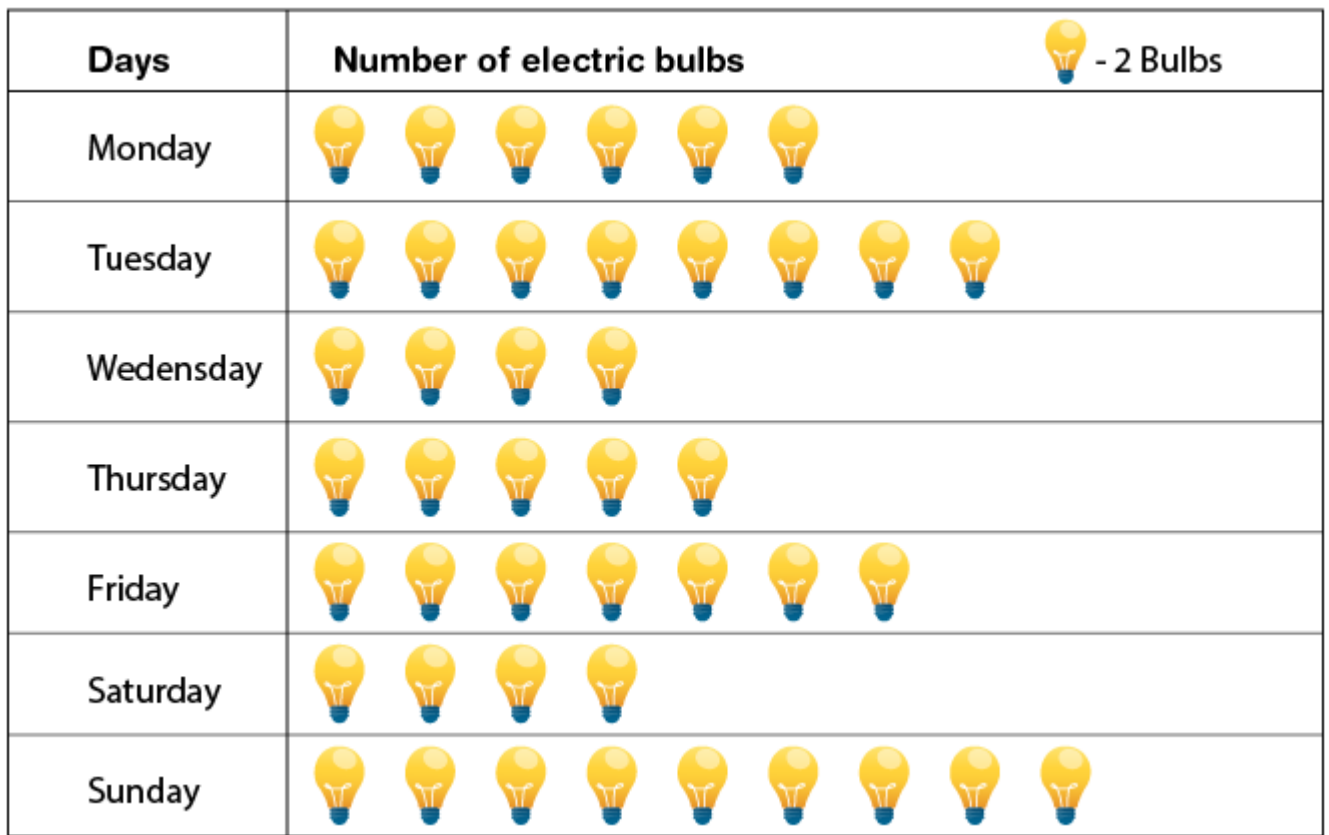 Days Number of electric bulbs - 2 Bulbs
Monday
Tuesday
Wedensday
Thursday
Friday
Saturday
Sunday